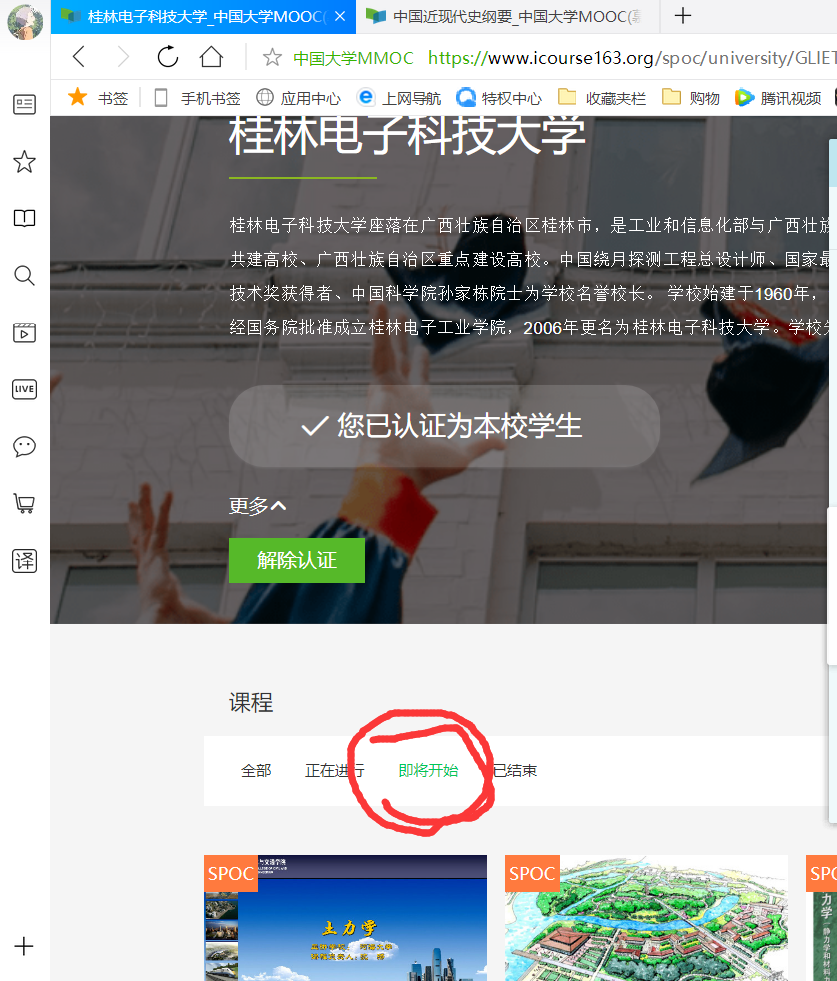 桂林电子科技大学_中国大学MOOC(
中国近现代史纲要_中国大学MOOC(
中国大学MMOC https://www.icourse163.org/spoc/university/GLIET
书签 手机书签 应用中心 上网导航 特权中心 收藏夹栏 购物 腾讯视频
桂林电子科技大学
桂林电子科技大学座落在广西壮族自治区桂林市，是工业和信息化部与广西壮族
共建高校、广西壮族自治区重点建设高校。中国绕月探测工程总设计师、国家最
技术奖获得者、中国科学院孙家栋院士为学校名誉校长。 学校始建于1960年，
经国务院批准成立桂林电子工业学院，2006年更名为桂林电子科技大学。学校为
LIVE
您已认证为本校学生
更多
解除认证
译
课程
全部 正在进行 即将开始 已结束
SPOC
土力学
SPOC
SPO
力学
静力学和材料力